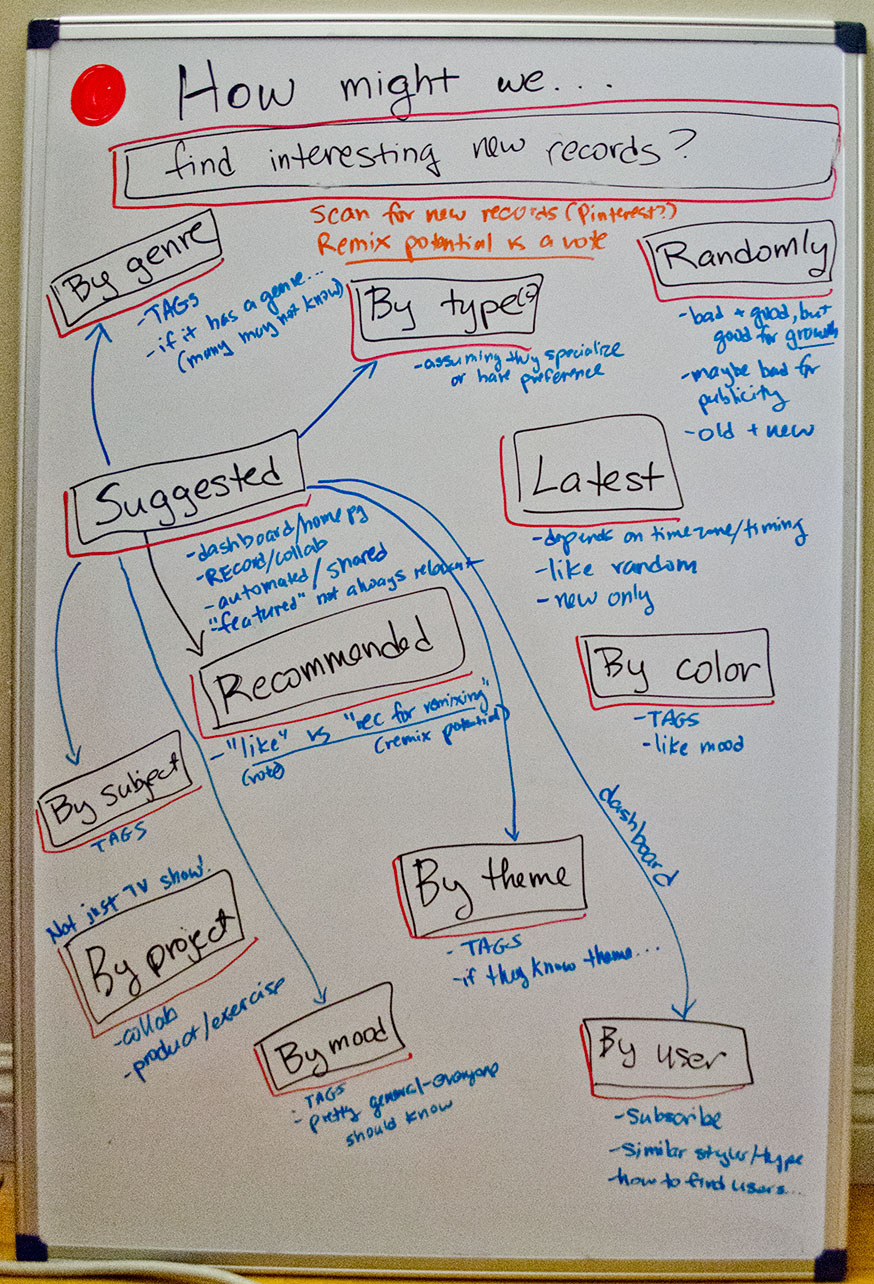 How might we...
find interesting new records?
Scan for new records (Pinterest?)
Remix potential vs a vote
By genre
- TAGS
- if it has a genre...
(many may not know)
By type(s)
- assuming they specialize
or have preference
Randomly
- bad + good, but
good for growth
- maybe bad for
publicity
- old + new
Suggested
- dashboard/home pg
- RECord/collab
- automated/shared
"featured" not always relevant
Latest
- depends on time zone/timing
- like random
- new only
Recommended
- "like" vs "rec for remixing"
(vote) (remix potential)
By color
- TAGS
- like mood
By subject
TAGS
dashboard
Not just TV show!
By project
- collab
- product/exercise
By theme
- TAGS
- if they know theme...
By mood
- TAGS
- pretty general - everyone
should know
By user
- Subscribe
- similar styles/type
how to find users...